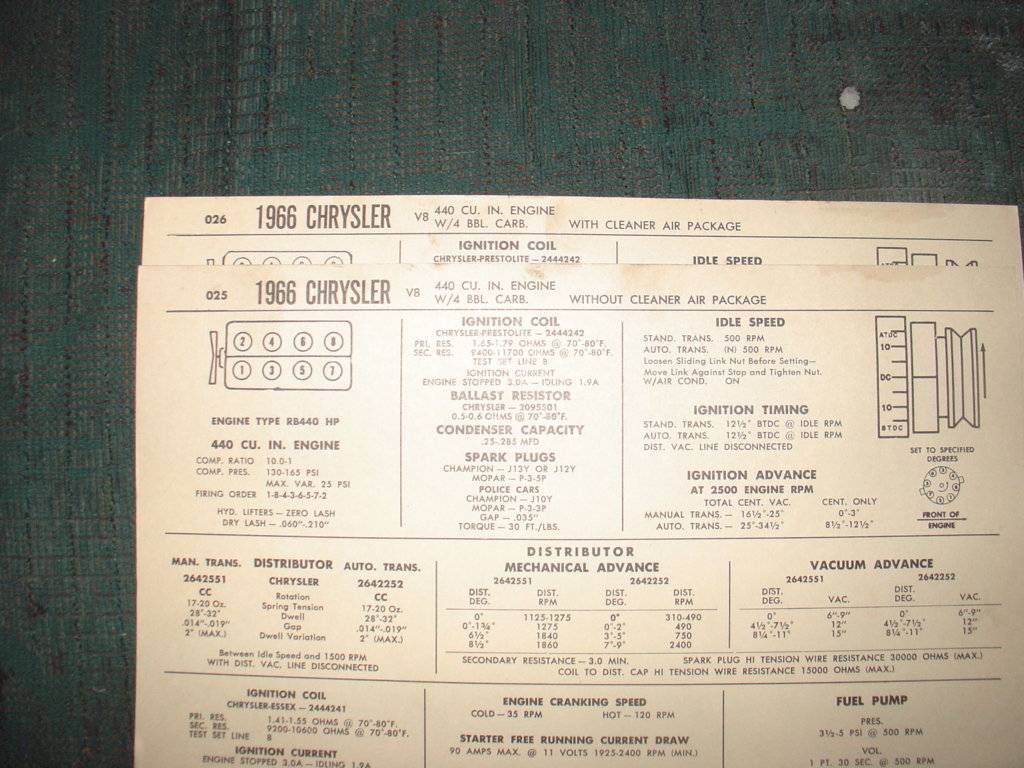 026 1966 CHRYSLER V8 440 CU. IN. ENGINE
W/4 BBL. CARB. WITH CLEANER AIR PACKAGE
IGNITION COIL
CHRYSLER-PRESTOLITE — 2444242
IDLE SPEED
025 1966 CHRYSLER V8 440 CU. IN. ENGINE
W/4 BBL. CARB. WITHOUT CLEANER AIR PACKAGE
2 4 6 8
1 3 5 7
ENGINE TYPE RB440 HP
440 CU. IN. ENGINE
COMP. RATIO 10.0-1
COMP. PRES. 130-165 PSI
MAX. VAR. 25 PSI
FIRING ORDER 1-8-4-3-6-5-7-2
HYD. LIFTERS — ZERO LASH
DRY LASH — .060"-.210"
IGNITION COIL
CHRYSLER-PRESTOLITE — 2444242
PRI. RES. 1.65-1.79 OHMS @ 70°-80°F.
SEC. RES. 9400-11700 OHMS @ 70°-80°F.
TEST SET LINE B
IGNITION CURRENT
ENGINE STOPPED 3.0A — IDLING 1.9A
BALLAST RESISTOR
CHRYSLER — 2095501
0.5-0.6 OHMS @ 70°-80°F.
CONDENSER CAPACITY
.25-.285 MFD
SPARK PLUGS
CHAMPION — J13Y OR J12Y
MOPAR — P-3-5P
POLICE CARS
CHAMPION — J10Y
MOPAR — P-3-3P
GAP — .035"
TORQUE — 30 FT./LBS.
IDLE SPEED
STAND. TRANS. 500 RPM
AUTO. TRANS. (N) 500 RPM
Loosen Sliding Link Nut Before Setting—
Move Link Against Stop and Tighten Nut.
W/AIR COND. ON
IGNITION TIMING
STAND. TRANS. 12½° BTDC @ IDLE RPM
AUTO. TRANS. 12½° BTDC @ IDLE RPM
DIST. VAC. LINE DISCONNECTED
IGNITION ADVANCE
AT 2500 ENGINE RPM
TOTAL CENT. VAC. CENT. ONLY
MANUAL TRANS. — 16½°-25° 0°-3°
AUTO. TRANS. — 25°-34½° 8½°-12½°
ATDC
10
DC
10
BTDC
SET TO SPECIFIED
DEGREES
FRONT OF
ENGINE
MAN. TRANS. DISTRIBUTOR AUTO. TRANS.
2642551 CHRYSLER 2642252
CC Rotation CC
17-20 Oz. Spring Tension 17-20 Oz.
28°-32° Dwell 28°-32°
.014"-.019" Gap .014"-.019"
2° (MAX.) Dwell Variation 2° (MAX.)
Between Idle Speed and 1500 RPM
WITH DIST. VAC. LINE DISCONNECTED
DISTRIBUTOR
MECHANICAL ADVANCE
2642551 2642252
DIST. DIST. DIST. DIST.
DEG. RPM DEG. RPM
0° 1125-1275 0° 310-490
0°-1¾° 1275 0°-2° 490
6½° 1840 3°-5° 750
8½° 1860 7°-9° 2400
VACUUM ADVANCE
2642551 2642252
DIST. DIST.
DEG. VAC. DEG. VAC.
0° 6"-9" 0° 6"-9"
4½°-7½° 12" 4½°-7½° 12"
8¼°-11° 15" 8¼°-11° 15"
SECONDARY RESISTANCE — 3.0 MIN. SPARK PLUG HI TENSION WIRE RESISTANCE 30000 OHMS (MAX.)
COIL TO DIST. CAP HI TENSION WIRE RESISTANCE 15000 OHMS (MAX.)
IGNITION COIL
CHRYSLER-ESSEX — 2444241
PRI. RES. 1.41-1.55 OHMS @ 70°-80°F.
SEC. RES. 9200-10600 OHMS @ 70°-80°F.
TEST SET LINE B
IGNITION CURRENT
ENGINE STOPPED 3.0A — IDLING 1.9A
ENGINE CRANKING SPEED
COLD — 35 RPM HOT — 120 RPM
STARTER FREE RUNNING CURRENT DRAW
90 AMPS MAX. @ 11 VOLTS 1925-2400 RPM (MIN.)
FUEL PUMP
PRES.
3½-5 PSI @ 500 RPM
VOL.
1 PT. 30 SEC. @ 500 RPM